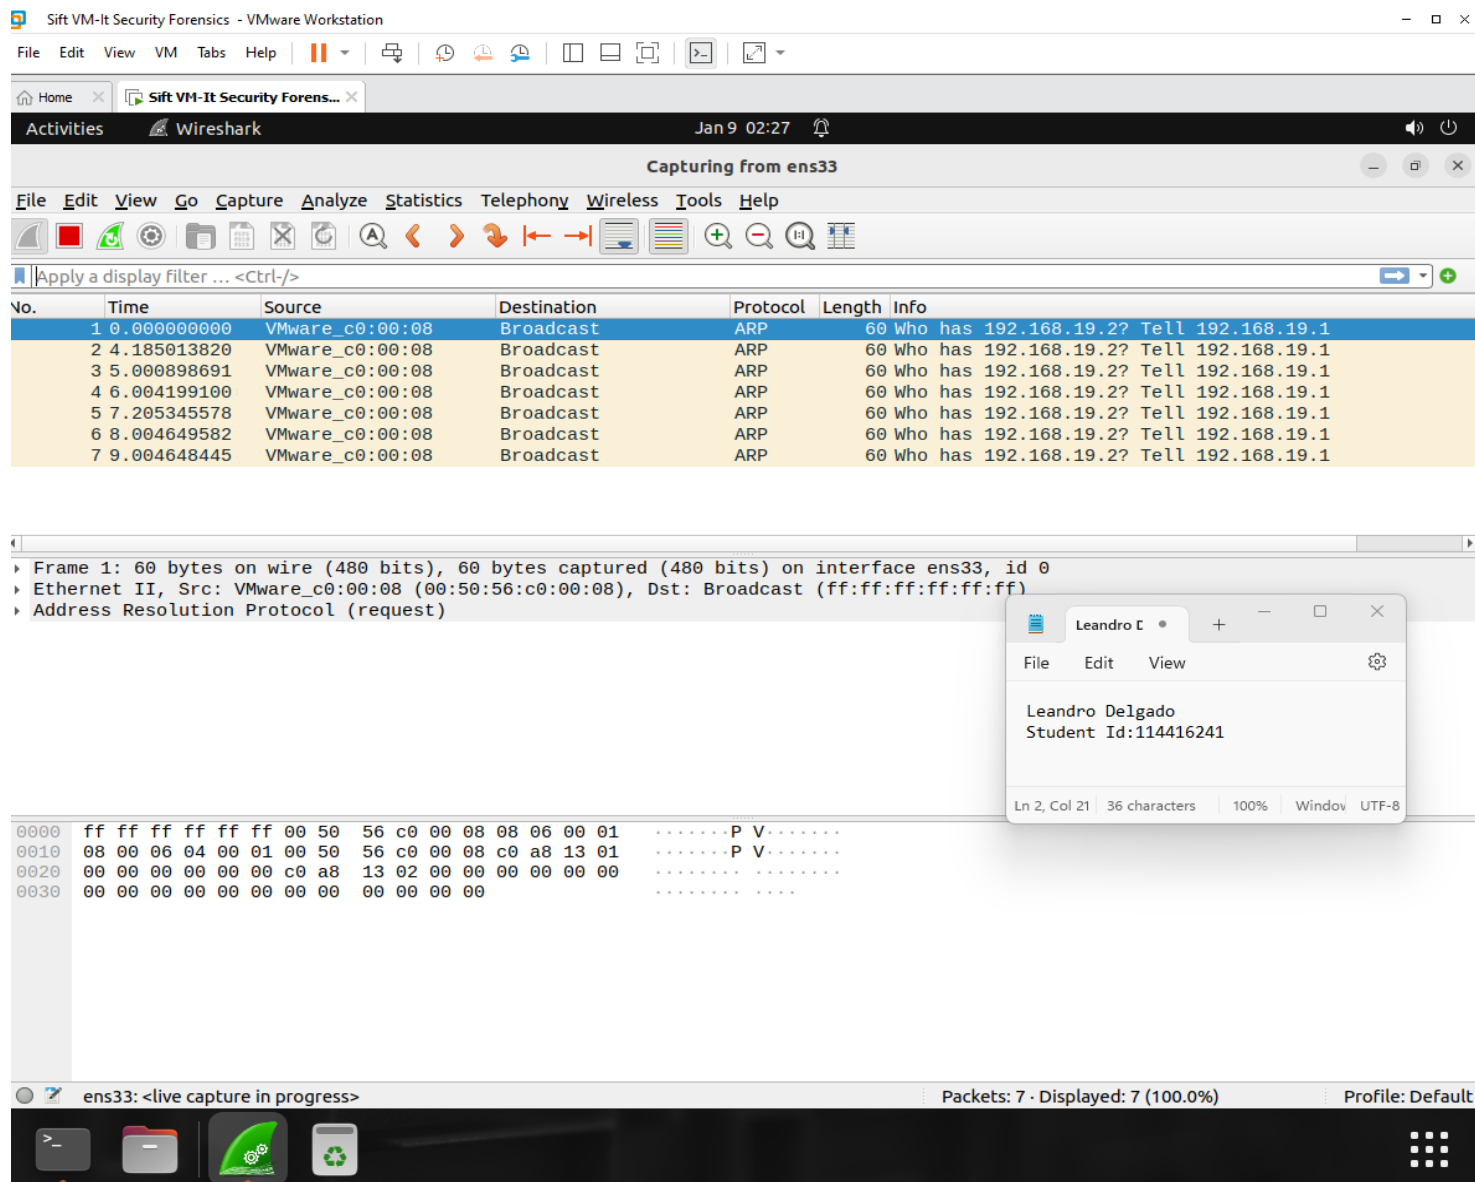 Sift VM-It Security Forensics - VMware Workstation
File Edit View VM Tabs Help
Home Sift VM-It Security Forens...
Activities Wireshark Jan 9 02:27
Capturing from ens33
File Edit View Go Capture Analyze Statistics Telephony Wireless Tools Help
Apply a display filter … <Ctrl-/>
No. Time Source Destination Protocol Length Info
1 0.000000000 VMware_c0:00:08 Broadcast ARP 60 Who has 192.168.19.2? Tell 192.168.19.1
2 4.185013820 VMware_c0:00:08 Broadcast ARP 60 Who has 192.168.19.2? Tell 192.168.19.1
3 5.000898691 VMware_c0:00:08 Broadcast ARP 60 Who has 192.168.19.2? Tell 192.168.19.1
4 6.004199100 VMware_c0:00:08 Broadcast ARP 60 Who has 192.168.19.2? Tell 192.168.19.1
5 7.205345578 VMware_c0:00:08 Broadcast ARP 60 Who has 192.168.19.2? Tell 192.168.19.1
6 8.004649582 VMware_c0:00:08 Broadcast ARP 60 Who has 192.168.19.2? Tell 192.168.19.1
7 9.004648445 VMware_c0:00:08 Broadcast ARP 60 Who has 192.168.19.2? Tell 192.168.19.1
Frame 1: 60 bytes on wire (480 bits), 60 bytes captured (480 bits) on interface ens33, id 0
Ethernet II, Src: VMware_c0:00:08 (00:50:56:c0:00:08), Dst: Broadcast (ff:ff:ff:ff:ff:ff)
Address Resolution Protocol (request)
Leandro D
File Edit View
Leandro Delgado
Student Id:114416241
Ln 2, Col 21 36 characters 100% Window UTF-8
0000 ff ff ff ff ff ff 00 50 56 c0 00 08 08 06 00 01 ·······P V·······
0010 08 00 06 04 00 01 00 50 56 c0 00 08 c0 a8 13 01 ·······P V·······
0020 00 00 00 00 00 00 c0 a8 13 02 00 00 00 00 00 00 ········ ········
0030 00 00 00 00 00 00 00 00 00 00 00 00 ········ ····
ens33: <live capture in progress> Packets: 7 · Displayed: 7 (100.0%) Profile: Default